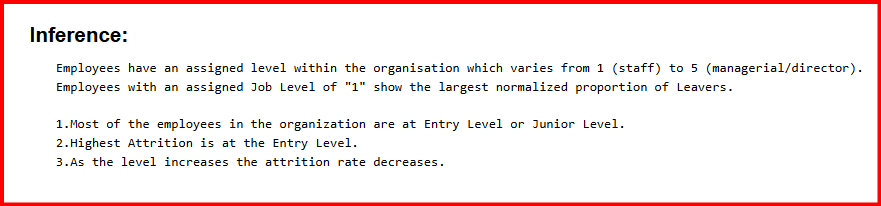 Inference:
Employees have an assigned level within the organisation which varies from 1 (staff) to 5 (managerial/director).
Employees with an assigned Job Level of "1" show the largest normalized proportion of Leavers.
1.Most of the employees in the organization are at Entry Level or Junior Level.
2.Highest Attrition is at the Entry Level.
3.As the level increases the attrition rate decreases.